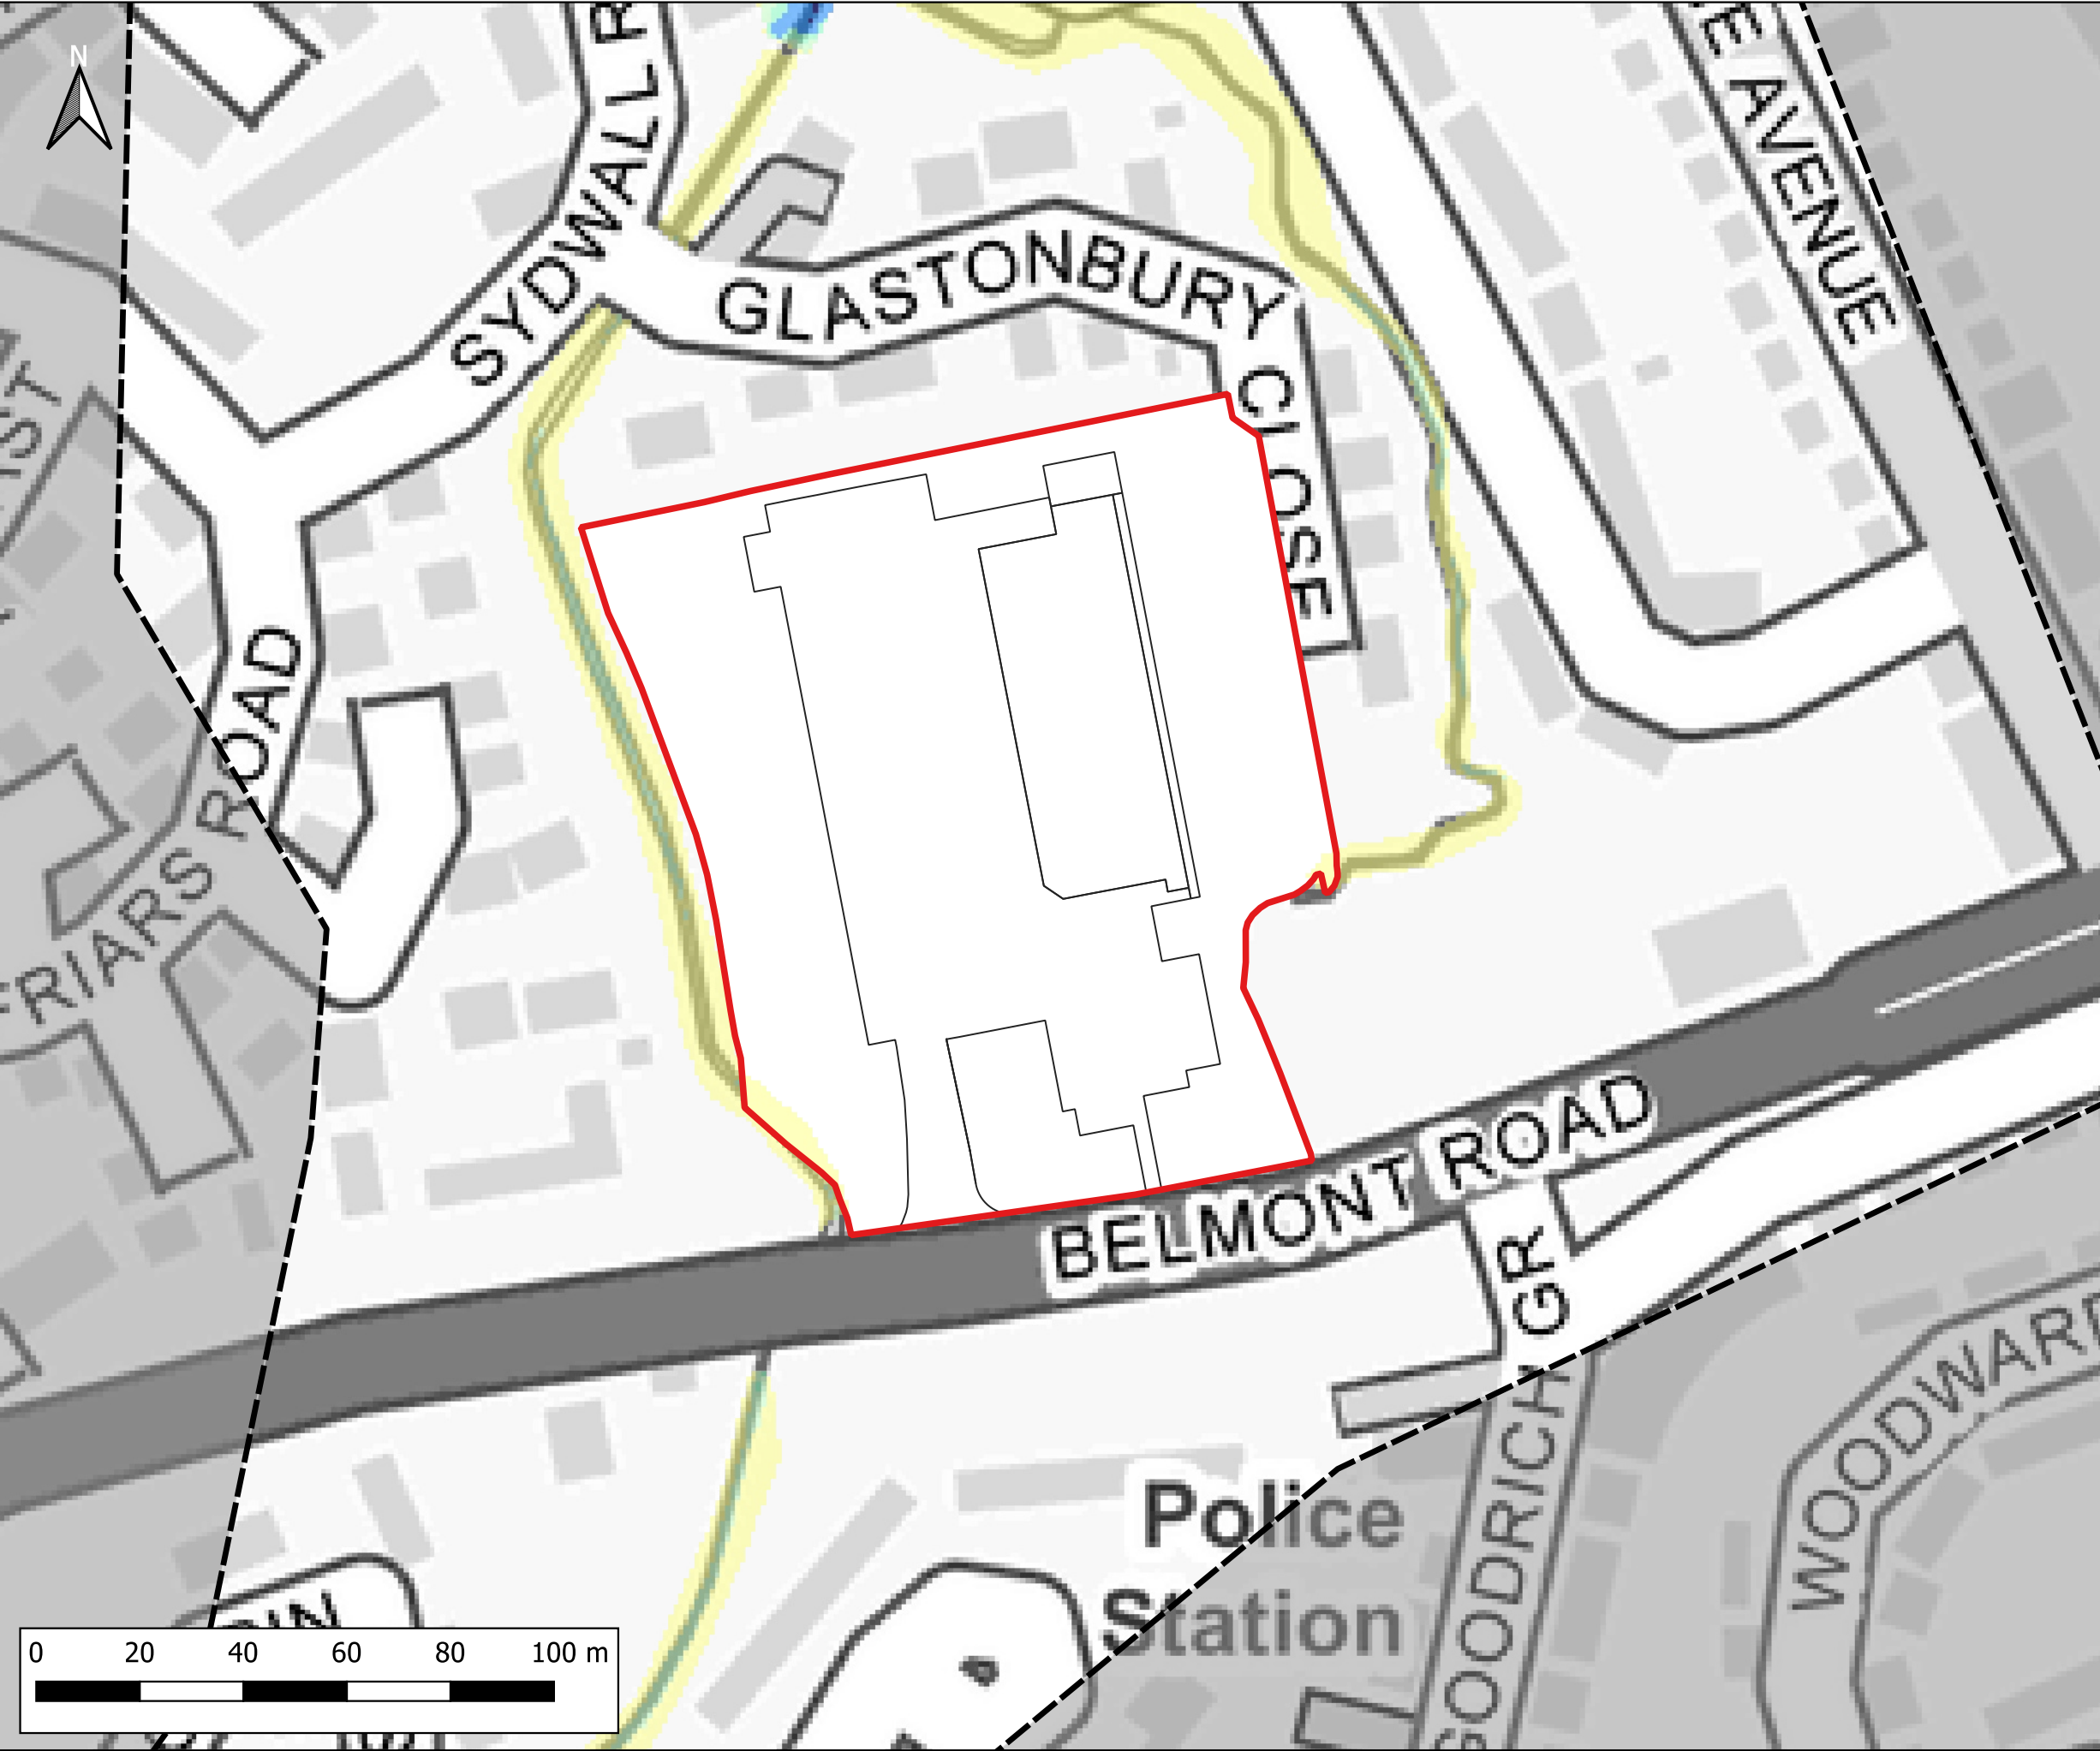 N
SYDWALL R
E AVENUE
GLASTONBURY
CLOSE
FRIARS ROAD
BELMONT ROAD
GR
GOODRICH
WOODWARD
Police
Station
0 20 40 60 80 100 m